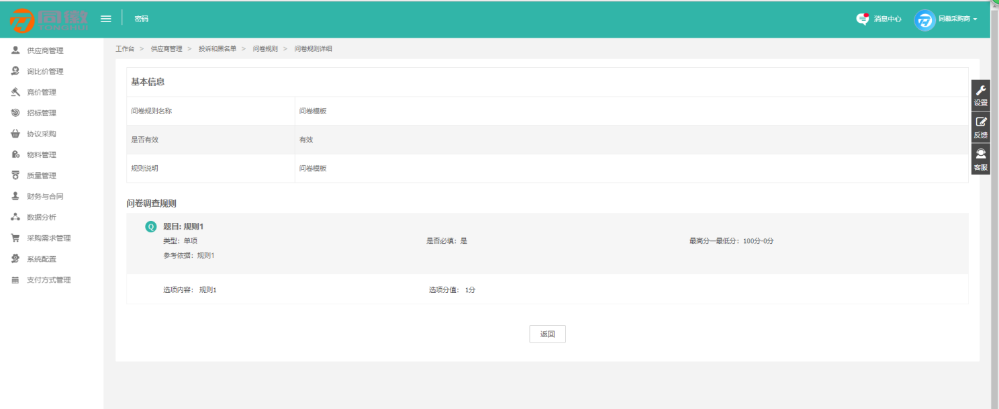 同徽 密码 消息中心 同徽采购商
TONGHUI
供应商管理
询比价管理
竞价管理
招标管理
协议采购
物料管理
质量管理
财务与合同
数据分析
采购需求管理
系统配置
支付方式管理
工作台 > 供应商管理 > 投诉和黑名单 > 问卷规则 > 问卷规则详细
基本信息
问卷规则名称 问卷模板
是否有效 有效
规则说明 问卷模板
问卷调查规则
Q 题目: 规则1
类型: 单项 是否必填: 是 最高分一最低分: 100分-0分
参考依据: 规则1
选项内容: 规则1 选项分值: 1分
返回
设置
反馈
客服